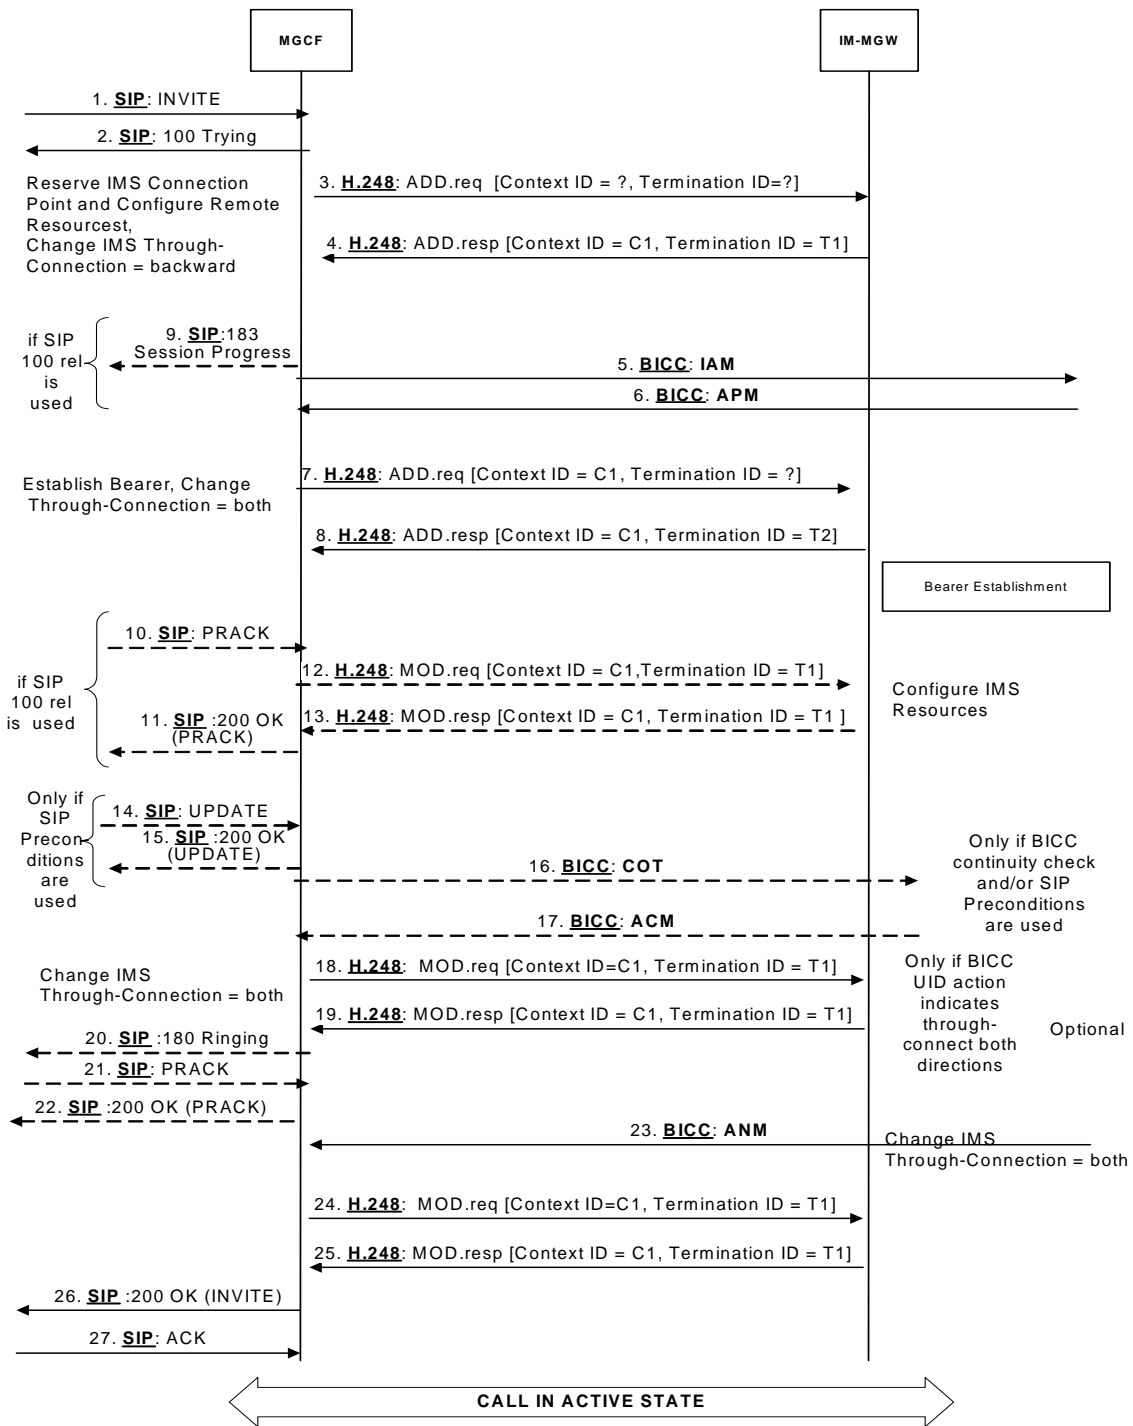 MGCF
IM-MGW
1. SIP: INVITE
2. SIP: 100 Trying
Reserve IMS Connection
Point and Configure Remote
Resourcest,
Change IMS Through-
Connection = backward
3. H.248: ADD.req [Context ID = ?, Termination ID=?]
4. H.248: ADD.resp [Context ID = C1, Termination ID = T1]
if SIP
100 rel
is
used
9. SIP:183
Session Progress
5. BICC: IAM
6. BICC: APM
Establish Bearer, Change
Through-Connection = both
7. H.248: ADD.req [Context ID = C1, Termination ID = ?]
8. H.248: ADD.resp [Context ID = C1, Termination ID = T2]
Bearer Establishment
if SIP
100 rel
is used
10. SIP: PRACK
12. H.248: MOD.req [Context ID = C1,Termination ID = T1]
11. SIP :200 OK
(PRACK)
13. H.248: MOD.resp [Context ID = C1, Termination ID = T1 ]
Configure IMS
Resources
Only if
SIP
Precon
ditions
are
used
14. SIP: UPDATE
15. SIP :200 OK
(UPDATE)
16. BICC: COT
17. BICC: ACM
Only if BICC
continuity check
and/or SIP
Preconditions
are used
Change IMS
Through-Connection = both
18. H.248: MOD.req [Context ID=C1, Termination ID = T1]
19. H.248: MOD.resp [Context ID = C1, Termination ID = T1]
Only if BICC
UID action
indicates
through-
connect both
directions
Optional
20. SIP :180 Ringing
21. SIP: PRACK
22. SIP :200 OK (PRACK)
23. BICC: ANM
Change IMS
Through-Connection = both
24. H.248: MOD.req [Context ID=C1, Termination ID = T1]
25. H.248: MOD.resp [Context ID = C1, Termination ID = T1]
26. SIP :200 OK (INVITE)
27. SIP: ACK
CALL IN ACTIVE STATE